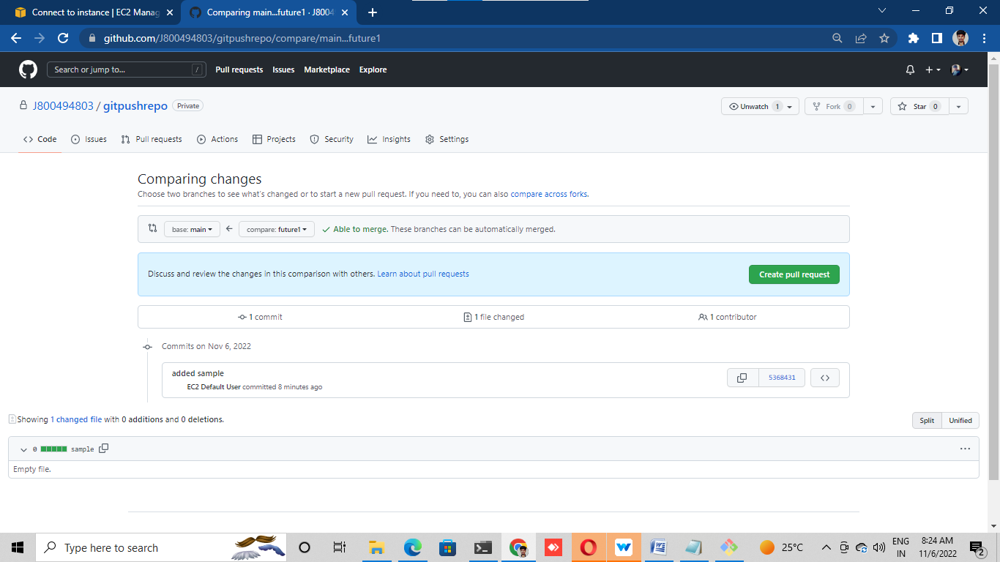 Connect to instance | EC2 Manag
Comparing main...future1 · J8004
github.com/J800494803/gitpushrepo/compare/main...future1
Search or jump to... /
Pull requests Issues Marketplace Explore
J800494803 / gitpushrepo Private
Unwatch 1 Fork 0 Star 0
Code Issues Pull requests Actions Projects Security Insights Settings
Comparing changes
Choose two branches to see what's changed or to start a new pull request. If you need to, you can also compare across forks.
base: main compare: future1 Able to merge. These branches can be automatically merged.
Discuss and review the changes in this comparison with others. Learn about pull requests
Create pull request
1 commit 1 file changed 1 contributor
Commits on Nov 6, 2022
added sample
EC2 Default User committed 8 minutes ago
5368431
Showing 1 changed file with 0 additions and 0 deletions.
Split Unified
0 sample
Empty file.
Type here to search
25°C
ENG
IN
8:24 AM
11/6/2022
2